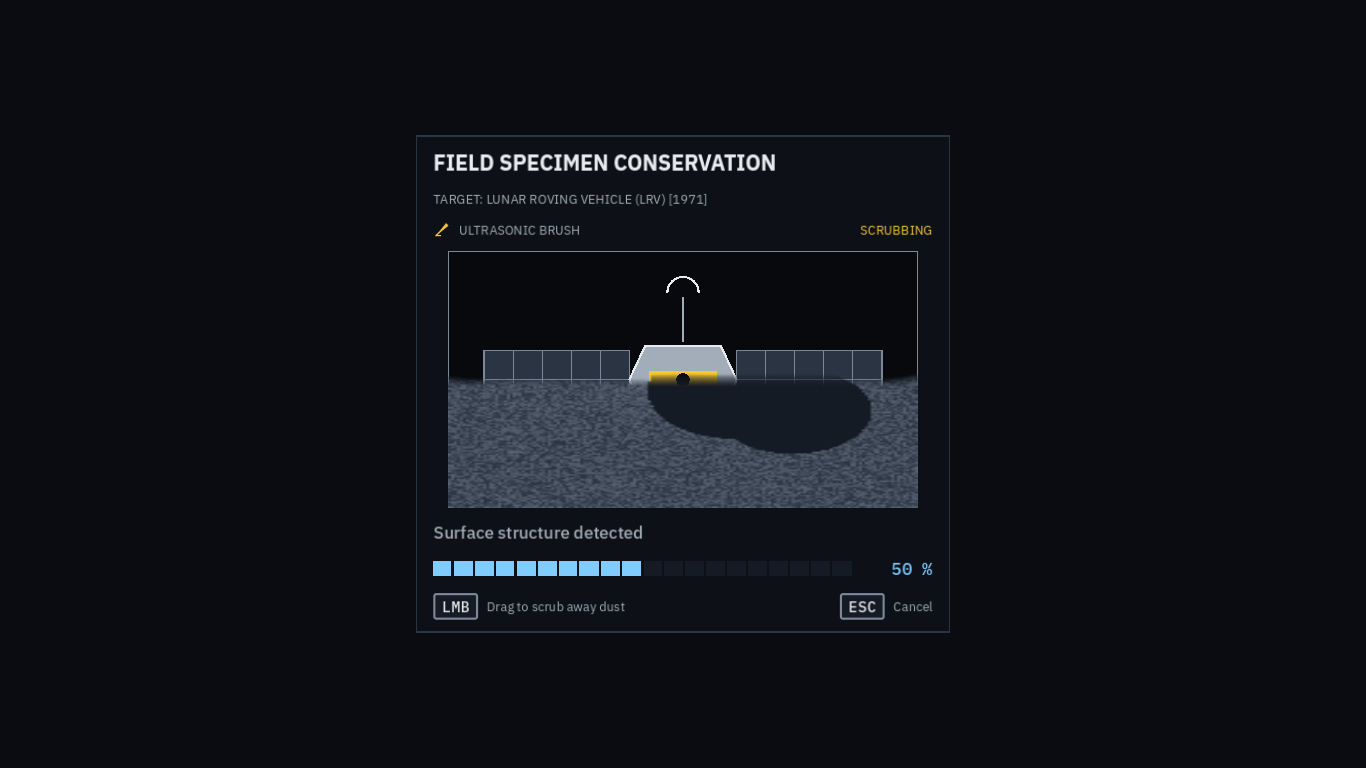 FIELD SPECIMEN CONSERVATION
TARGET: LUNAR ROVING VEHICLE (LRV) [1971]
ULTRASONIC BRUSH SCRUBBING
Surface structure detected
50 %
LMB Drag to scrub away dust ESC Cancel